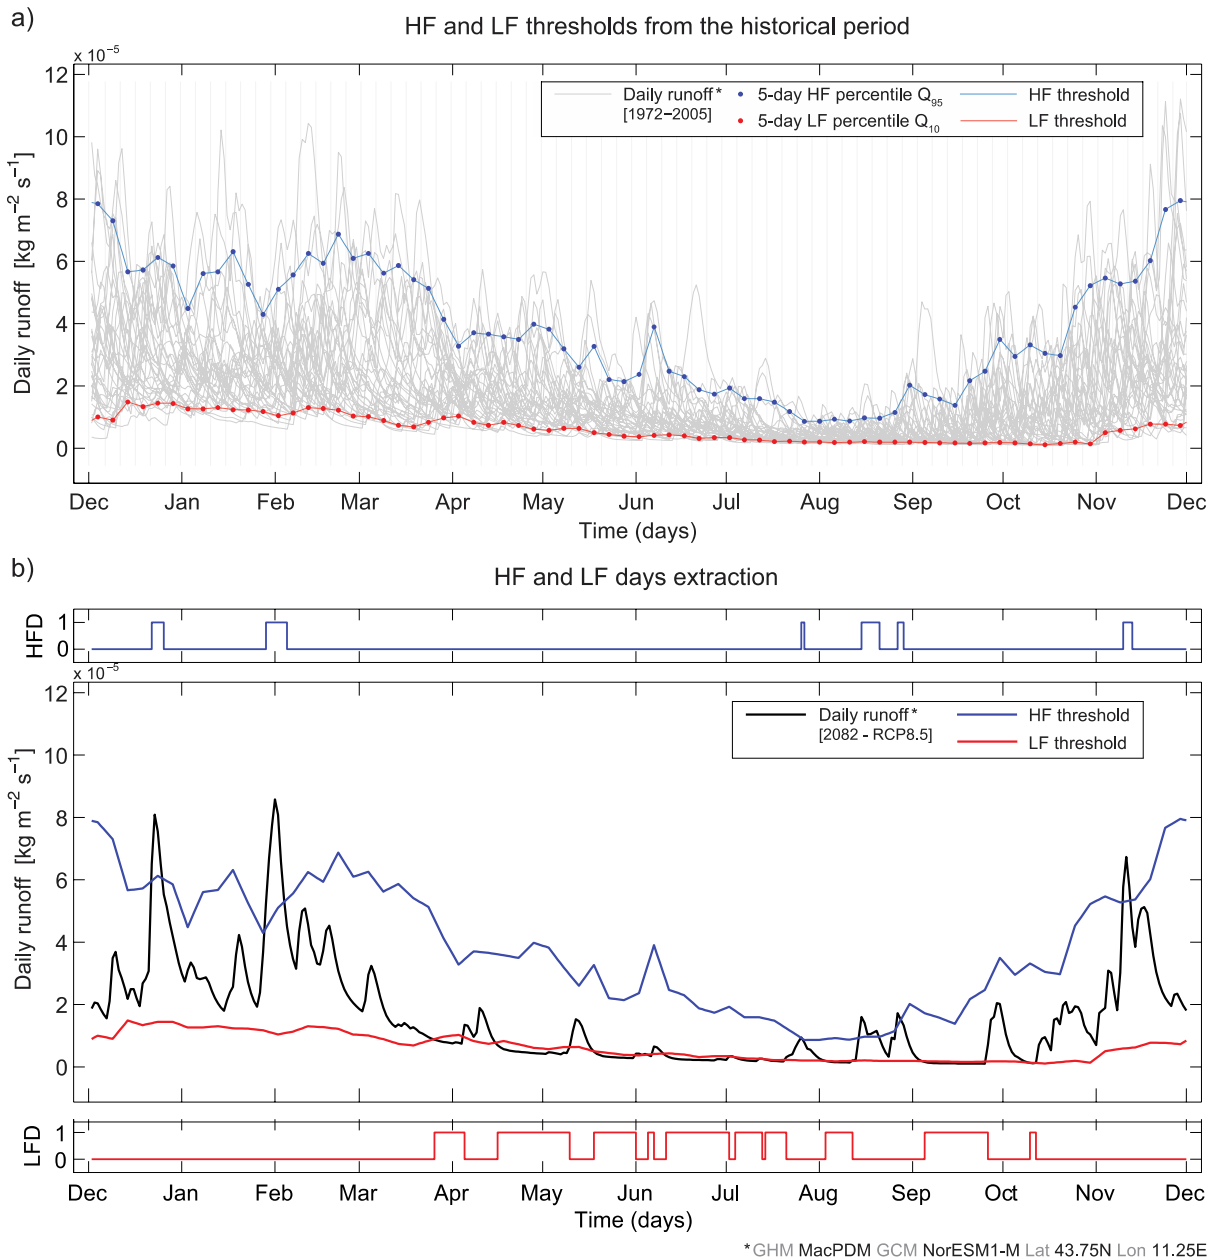 a)
HF and LF thresholds from the historical period
x 10⁻⁵
12
10
8
6
4
2
0
Daily runoff [kg m⁻² s⁻¹]
Daily runoff* 5-day HF percentile Q₉₅ HF threshold
[1972−2005] 5-day LF percentile Q₁₀ LF threshold
Dec Jan Feb Mar Apr May Jun Jul Aug Sep Oct Nov Dec
Time (days)
b)
HF and LF days extraction
HFD
1
0
x 10⁻⁵
12
10
8
6
4
2
0
Daily runoff [kg m⁻² s⁻¹]
Daily runoff* HF threshold
[2082 - RCP8.5] LF threshold
LFD
1
0
Dec Jan Feb Mar Apr May Jun Jul Aug Sep Oct Nov Dec
Time (days)
*GHM MacPDM GCM NorESM1-M Lat 43.75N Lon 11.25E